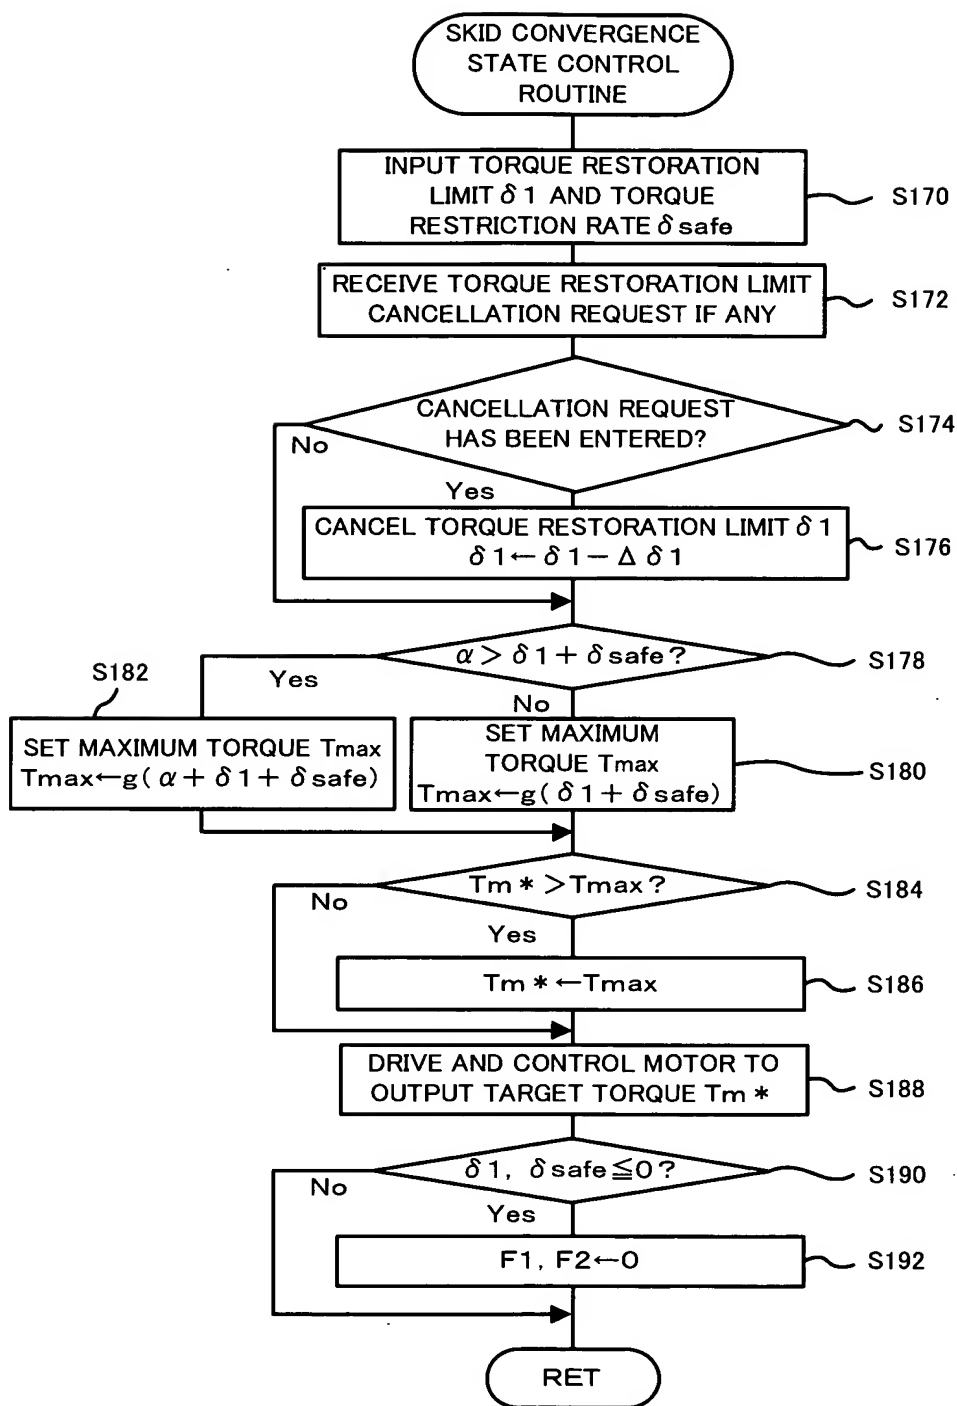 SKID CONVERGENCE
STATE CONTROL
ROUTINE
INPUT TORQUE RESTORATION
LIMIT δ1 AND TORQUE
RESTRICTION RATE δsafe
S170
RECEIVE TORQUE RESTORATION LIMIT
CANCELLATION REQUEST IF ANY
S172
CANCELLATION REQUEST
HAS BEEN ENTERED?
S174
No
Yes
CANCEL TORQUE RESTORATION LIMIT δ1
δ1←δ1－Δδ1
S176
α＞δ1＋δsafe?
S178
Yes
No
S182
SET MAXIMUM TORQUE Tmax
Tmax←g(α＋δ1＋δsafe)
SET MAXIMUM
TORQUE Tmax
Tmax←g(δ1＋δsafe)
S180
Tm*＞Tmax?
S184
No
Yes
Tm*←Tmax
S186
DRIVE AND CONTROL MOTOR TO
OUTPUT TARGET TORQUE Tm*
S188
δ1, δsafe≦0?
S190
No
Yes
F1, F2←0
S192
RET